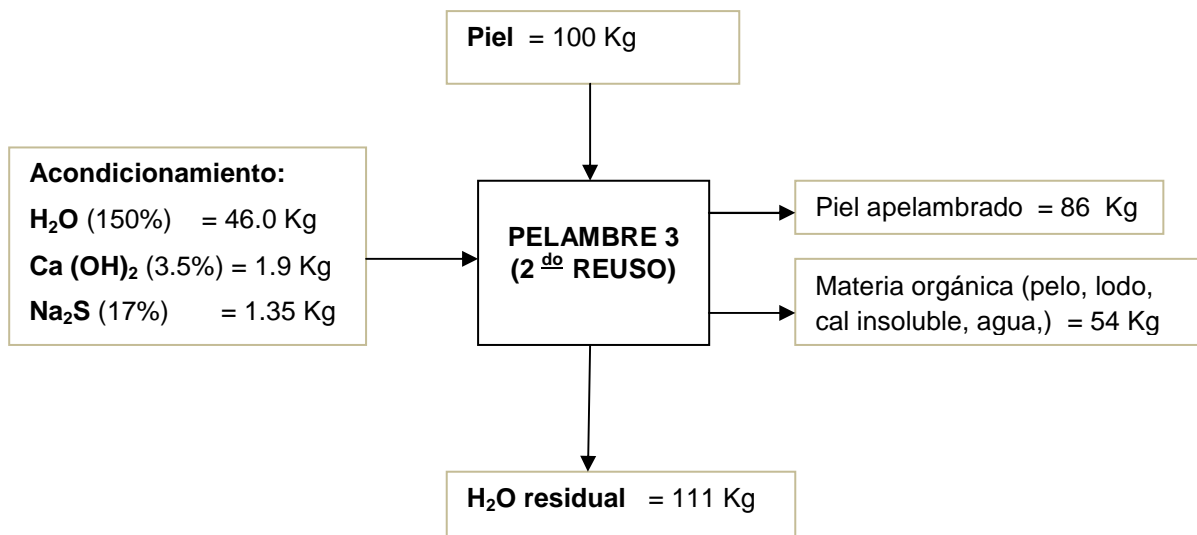 Piel = 100 Kg
Acondicionamiento:
H₂O (150%) = 46.0 Kg
Ca (OH)₂ (3.5%) = 1.9 Kg
Na₂S (17%) = 1.35 Kg
PELAMBRE 3
(2 do REUSO)
Piel apelambrado = 86 Kg
Materia orgánica (pelo, lodo,
cal insoluble, agua,) = 54 Kg
H₂O residual = 111 Kg